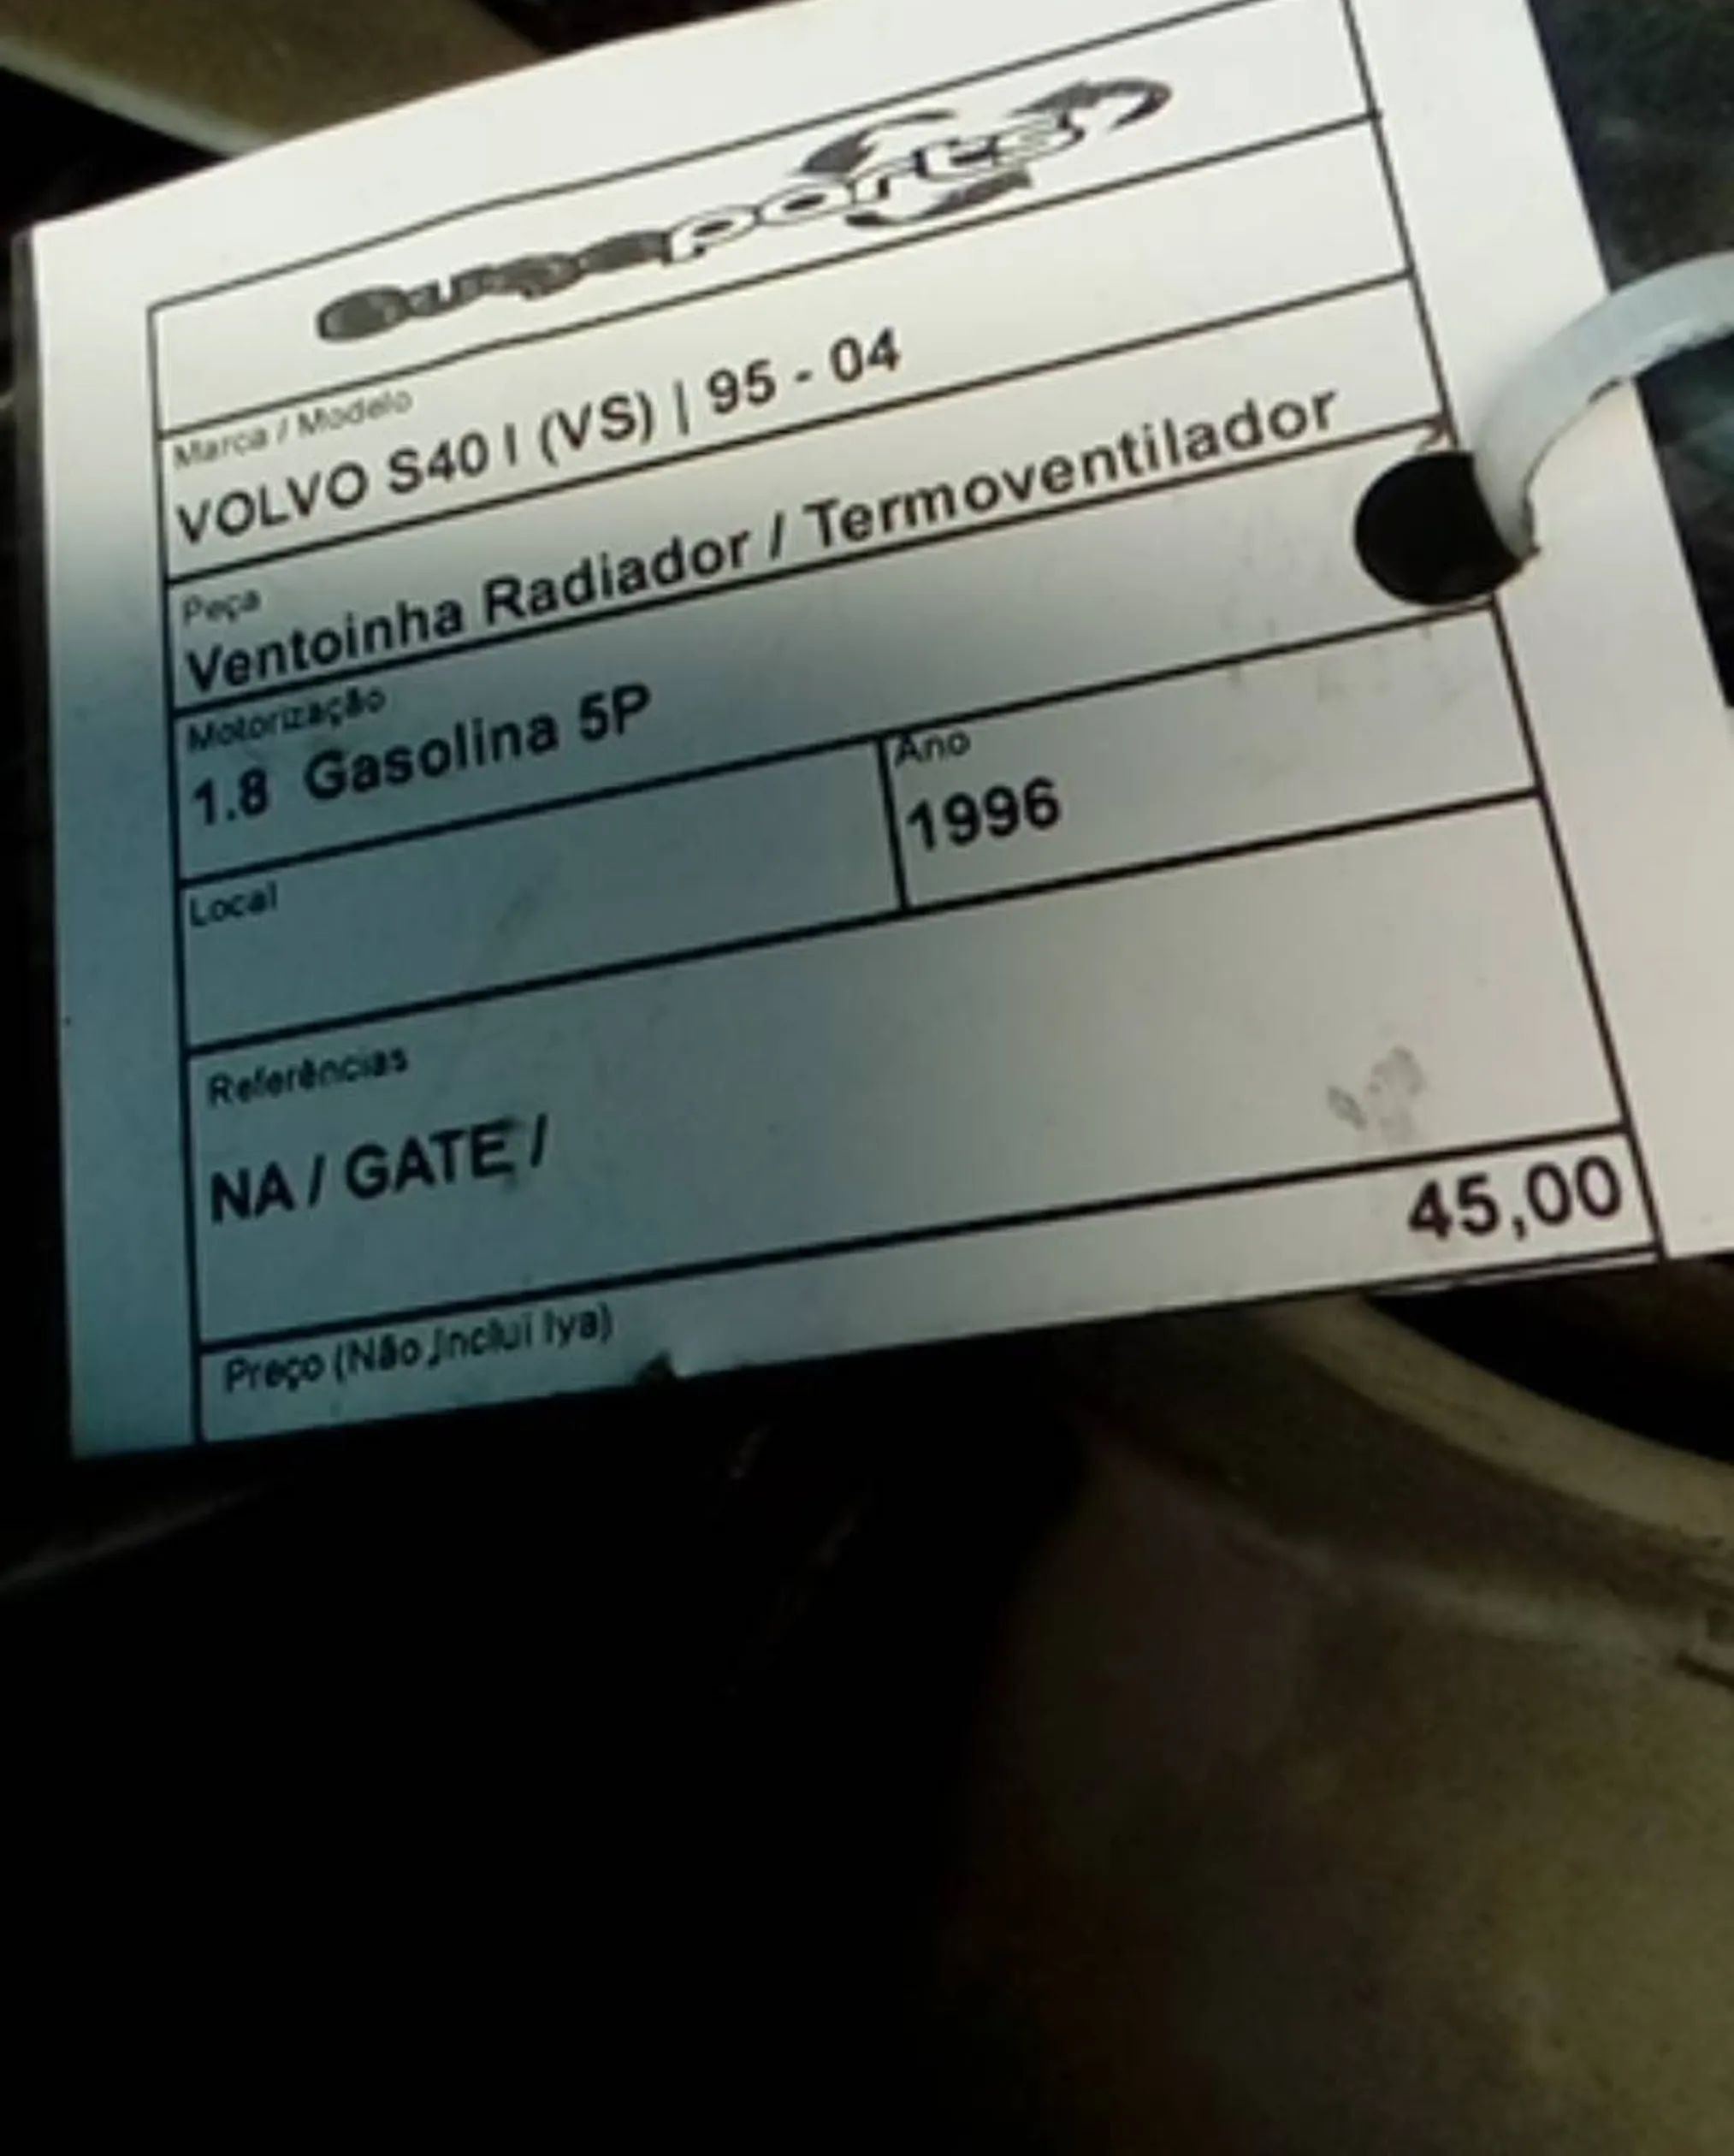 Marca / Modelo
VOLVO S40 I (VS) | 95 - 04
Peça
Ventoinha Radiador / Termoventilador
Motorização
1.8 Gasolina 5P
Local
Ano
1996
Referências
NA / GATE /
45,00
Preço (Não Inclui Iva)